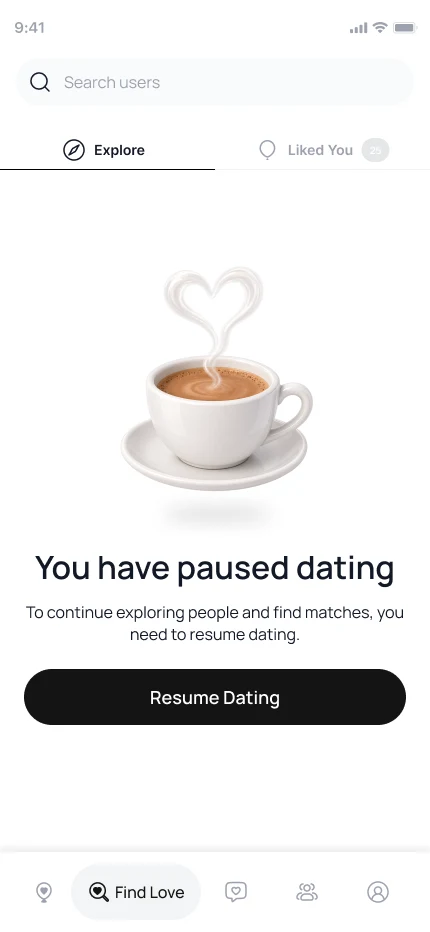 9:41
Search users
Explore
Liked You 25
You have paused dating
To continue exploring people and find matches, you
need to resume dating.
Resume Dating
Find Love